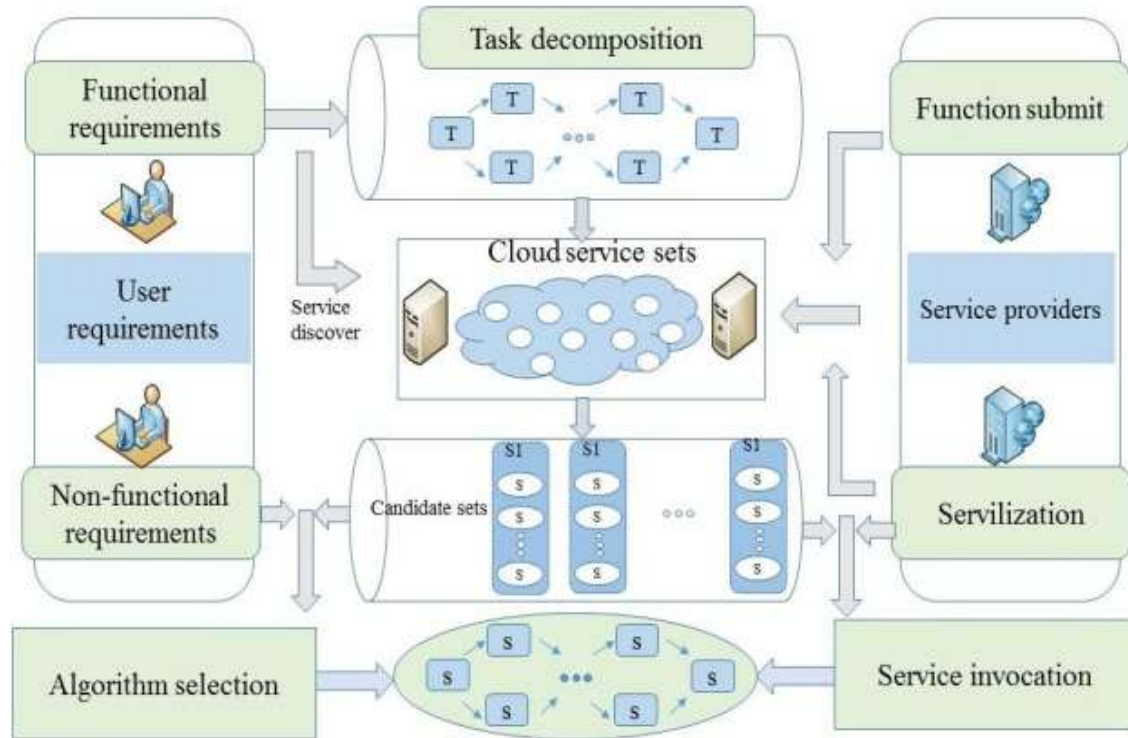 Functional
requirements
User
requirements
Non-functional
requirements
Algorithm selection
Task decomposition
T
T
T
T
T
T
Service
discover
Cloud service sets
Candidate sets
S1
S
S
S
S1
S
S
S
S1
S
S
S
s
s
s
s
s
s
Function submit
Service providers
Servilization
Service invocation